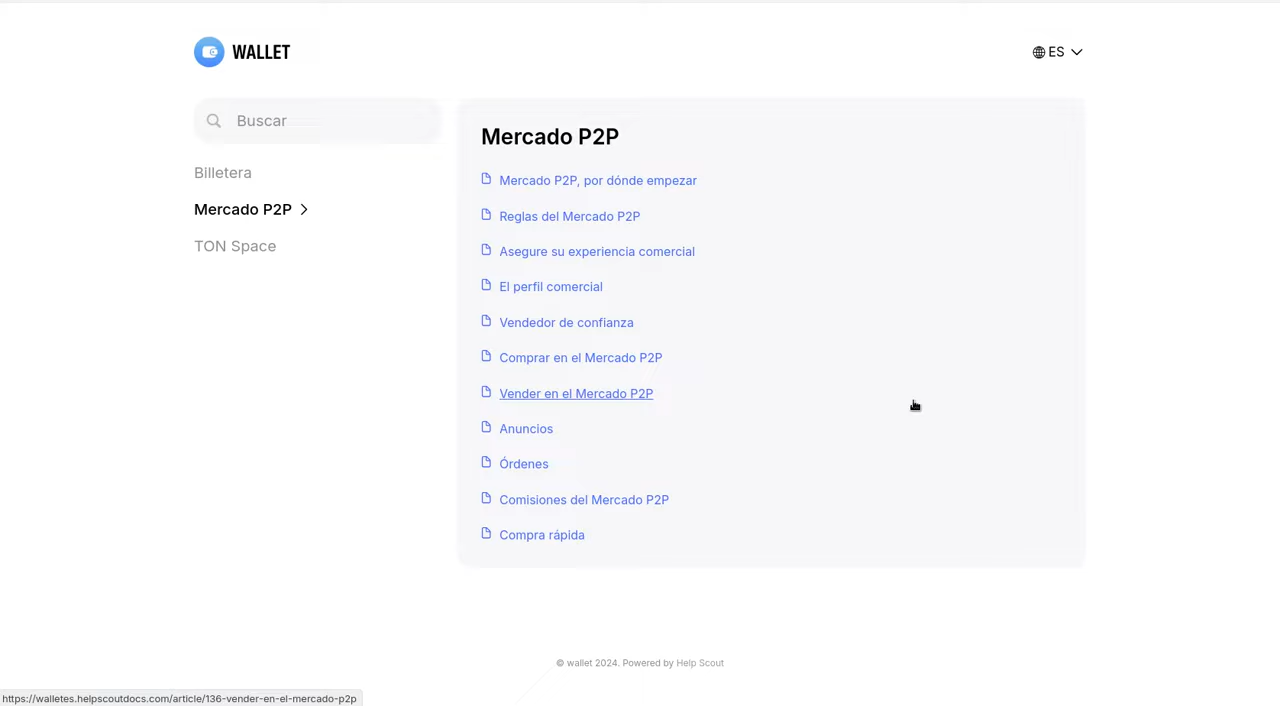 WALLET
ES
Buscar
Billetera
Mercado P2P
TON Space
Mercado P2P
Mercado P2P, por dónde empezar
Reglas del Mercado P2P
Asegure su experiencia comercial
El perfil comercial
Vendedor de confianza
Comprar en el Mercado P2P
Vender en el Mercado P2P
Anuncios
Órdenes
Comisiones del Mercado P2P
Compra rápida
© wallet 2024. Powered by Help Scout
https://walletes.helpscoutdocs.com/article/136-vender-en-el-mercado-p2p